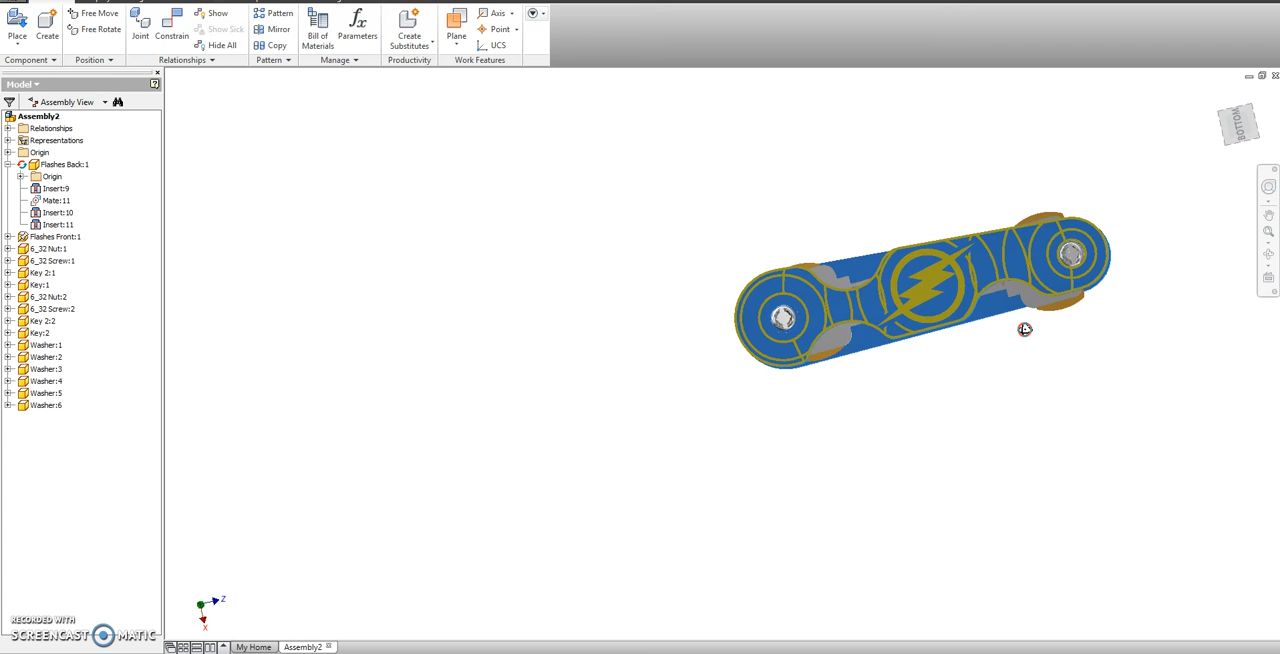 Place
Create
Free Move
Free Rotate
Joint
Constrain
Show
Show Sick
Hide All
Pattern
Mirror
Copy
Bill of
Materials
fx
Parameters
Create
Substitutes
Plane
Axis
Point
UCS
Component
Position
Relationships
Pattern
Manage
Productivity
Work Features
Model
Assembly View
Assembly2
Relationships
Representations
Origin
Flashes Back:1
Origin
Insert:9
Mate:11
Insert:10
Insert:11
Flashes Front:1
6_32 Nut:1
6_32 Screw:1
Key 2:1
Key:1
6_32 Nut:2
6_32 Screw:2
Key 2:2
Key:2
Washer:1
Washer:2
Washer:3
Washer:4
Washer:5
Washer:6
BOTTOM
Z
X
RECORDED WITH
SCREENCAST MATIC
My Home
Assembly2